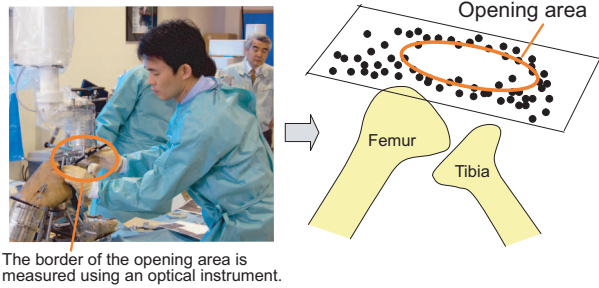 Opening area
Femur
Tibia
The border of the opening area is
measured using an optical instrument.